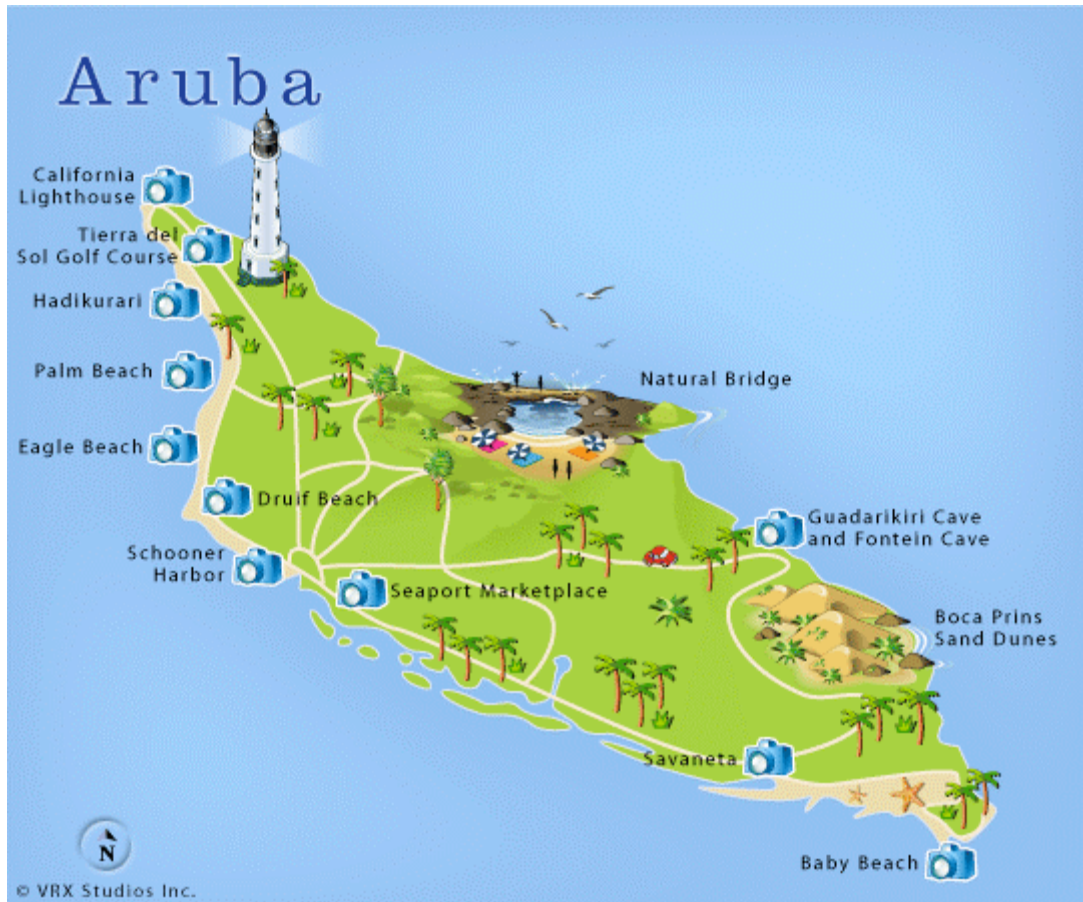 Aruba
California
Lighthouse
Tierra del
Sol Golf Course
Hadikurari
Palm Beach
Natural Bridge
Eagle Beach
Druif Beach
Guadarikiri Cave
and Fontein Cave
Schooner
Harbor
Seaport Marketplace
Boca Prins
Sand Dunes
Savaneta
N
Baby Beach
© VRX Studios Inc.